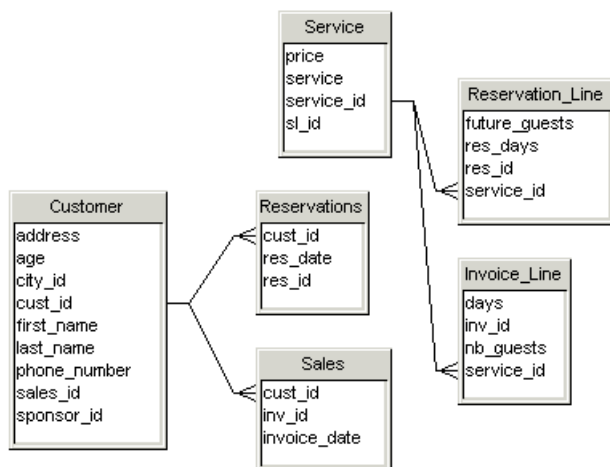 Service
price
service
service_id
sl_id
Reservation_Line
future_guests
res_days
res_id
service_id
Customer
address
age
city_id
cust_id
first_name
last_name
phone_number
sales_id
sponsor_id
Reservations
cust_id
res_date
res_id
Invoice_Line
days
inv_id
nb_guests
service_id
Sales
cust_id
inv_id
invoice_date